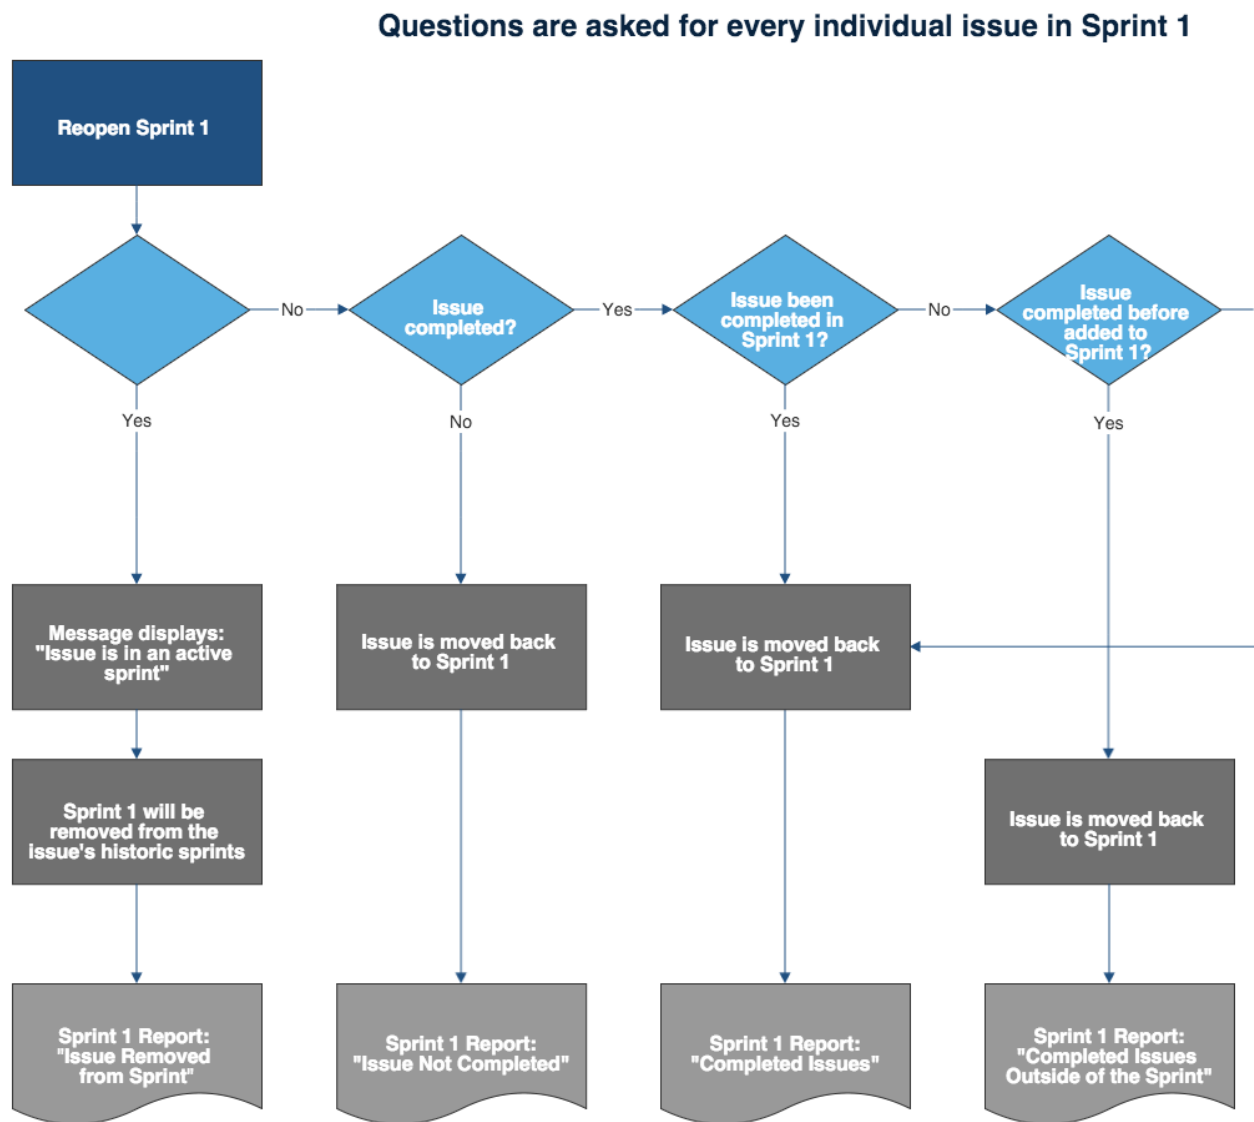 Questions are asked for every individual issue in Sprint 1
Reopen Sprint 1
No
Issue
completed?
Yes
Issue been
completed in
Sprint 1?
No
Issue
completed before
added to
Sprint 1?
Yes
No
Yes
Yes
Message displays:
"Issue is in an active
sprint"
Issue is moved back
to Sprint 1
Issue is moved back
to Sprint 1
Sprint 1 will be
removed from the
issue's historic sprints
Issue is moved back
to Sprint 1
Sprint 1 Report:
"Issue Removed
from Sprint"
Sprint 1 Report:
"Issue Not Completed"
Sprint 1 Report:
"Completed Issues"
Sprint 1 Report:
"Completed Issues
Outside of the Sprint"